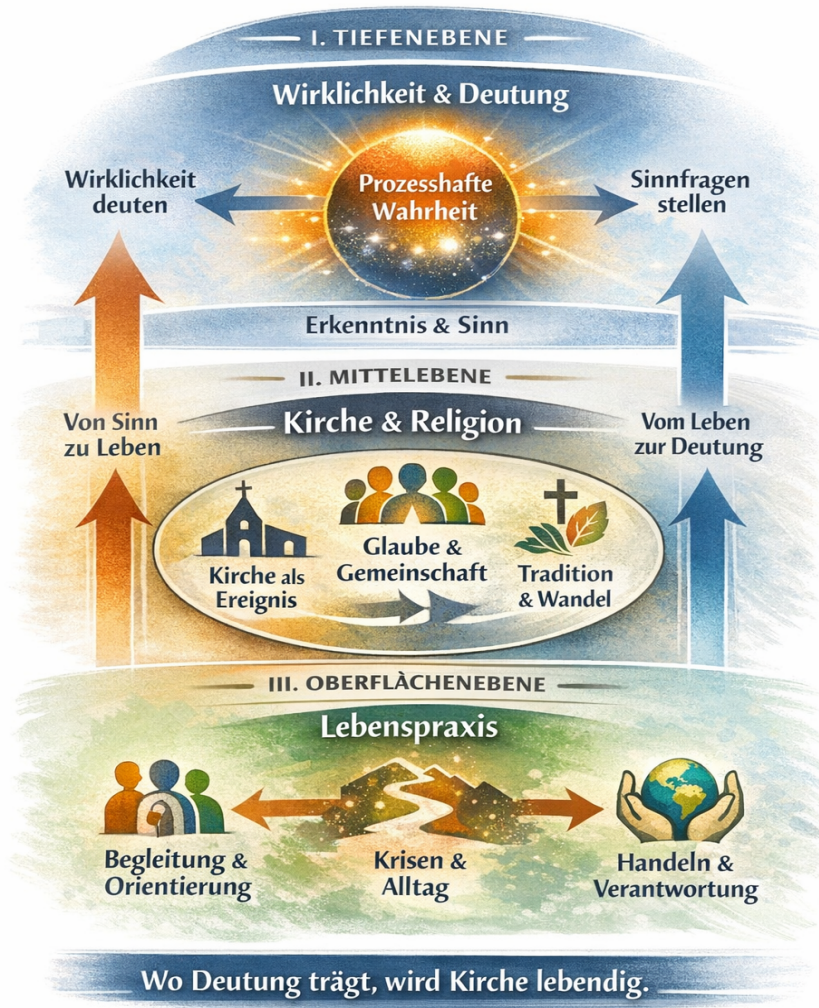 I. TIEFENEBENE
Wirklichkeit & Deutung
Wirklichkeit
deuten
Prozesshafte
Wahrheit
Sinnfragen
stellen
Erkenntnis & Sinn
II. MITTELEBENE
Von Sinn
zu Leben
Kirche & Religion
Vom Leben
zur Deutung
Kirche als
Ereignis
Glaube &
Gemeinschaft
Tradition
& Wandel
III. OBERFLÀCHENEBENE
Lebenspraxis
Begleitung &
Orientierung
Krisen &
Alltag
Handeln &
Verantwortung
Wo Deutung trägt, wird Kirche lebendig.